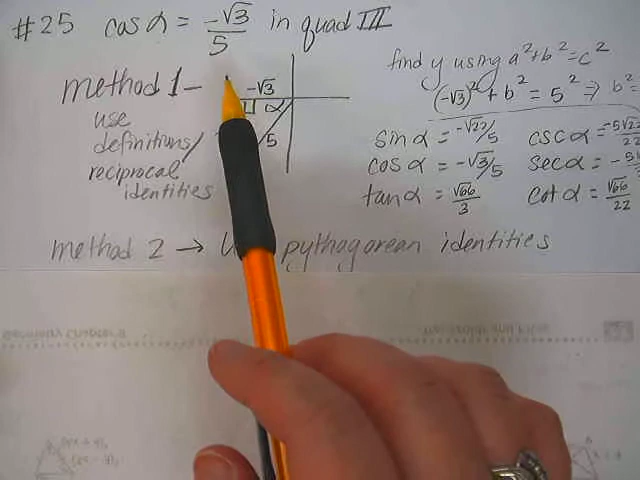 #25 cos α = -√3/5 in quad III
find y using a²+b²=c²
(-√3)² + b² = 5² ⇒ b² =
method 1-
use
definitions/
reciprocal
identities
-√3
α
5
sin α = -√22/5 csc α = -5√22/22
cos α = -√3/5 sec α = -5
tan α = √66/3 cot α = √66/22
method 2 → pythagorean identities